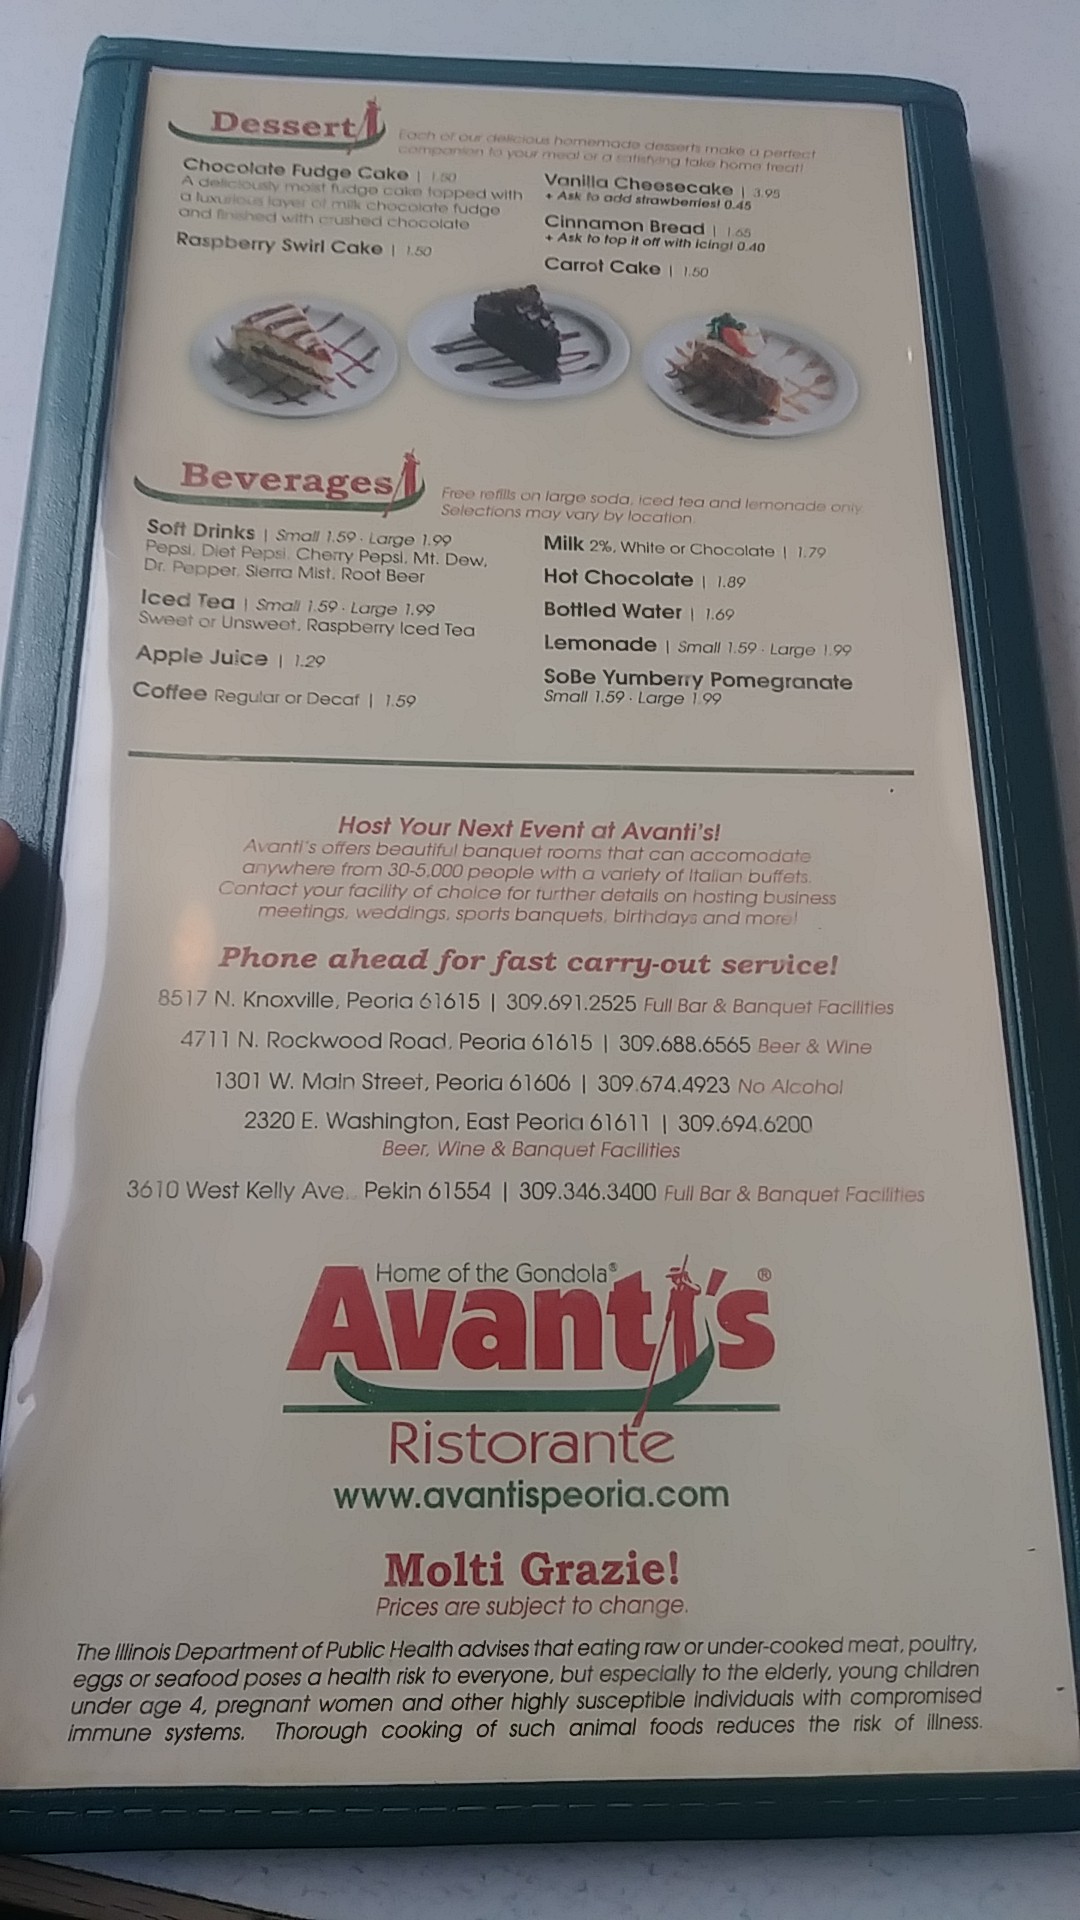 Dessert
Each of our delicious homemade desserts make a perfect
companion to your meal or a satisfying take home treat!
Chocolate Fudge Cake | 1.50
A deliciously moist fudge cake topped with
a luxurious layer of milk chocolate fudge
and finished with crushed chocolate
Raspberry Swirl Cake | 1.50
Vanilla Cheesecake | 3.95
+ Ask to add strawberries! 0.45
Cinnamon Bread | 1.65
+ Ask to top it off with icing! 0.40
Carrot Cake | 1.50
Beverages
Free refills on large soda, iced tea and lemonade only.
Selections may vary by location.
Soft Drinks | Small 1.59 · Large 1.99
Pepsi, Diet Pepsi, Cherry Pepsi, Mt. Dew,
Dr. Pepper, Sierra Mist, Root Beer
Iced Tea | Small 1.59 · Large 1.99
Sweet or Unsweet, Raspberry Iced Tea
Apple Juice | 1.29
Coffee Regular or Decaf | 1.59
Milk 2%, White or Chocolate | 1.79
Hot Chocolate | 1.89
Bottled Water | 1.69
Lemonade | Small 1.59 · Large 1.99
SoBe Yumberry Pomegranate
Small 1.59 · Large 1.99
Host Your Next Event at Avanti's!
Avanti's offers beautiful banquet rooms that can accomodate
anywhere from 30-5,000 people with a variety of Italian buffets.
Contact your facility of choice for further details on hosting business
meetings, weddings, sports banquets, birthdays and more!
Phone ahead for fast carry-out service!
8517 N. Knoxville, Peoria 61615 | 309.691.2525 Full Bar & Banquet Facilities
4711 N. Rockwood Road, Peoria 61615 | 309.688.6565 Beer & Wine
1301 W. Main Street, Peoria 61606 | 309.674.4923 No Alcohol
2320 E. Washington, East Peoria 61611 | 309.694.6200
Beer, Wine & Banquet Facilities
3610 West Kelly Ave., Pekin 61554 | 309.346.3400 Full Bar & Banquet Facilities
Home of the Gondola®
Avanti's®
Ristorante
www.avantispeoria.com
Molti Grazie!
Prices are subject to change.
The Illinois Department of Public Health advises that eating raw or under-cooked meat, poultry,
eggs or seafood poses a health risk to everyone, but especially to the elderly, young children
under age 4, pregnant women and other highly susceptible individuals with compromised
immune systems. Thorough cooking of such animal foods reduces the risk of illness.